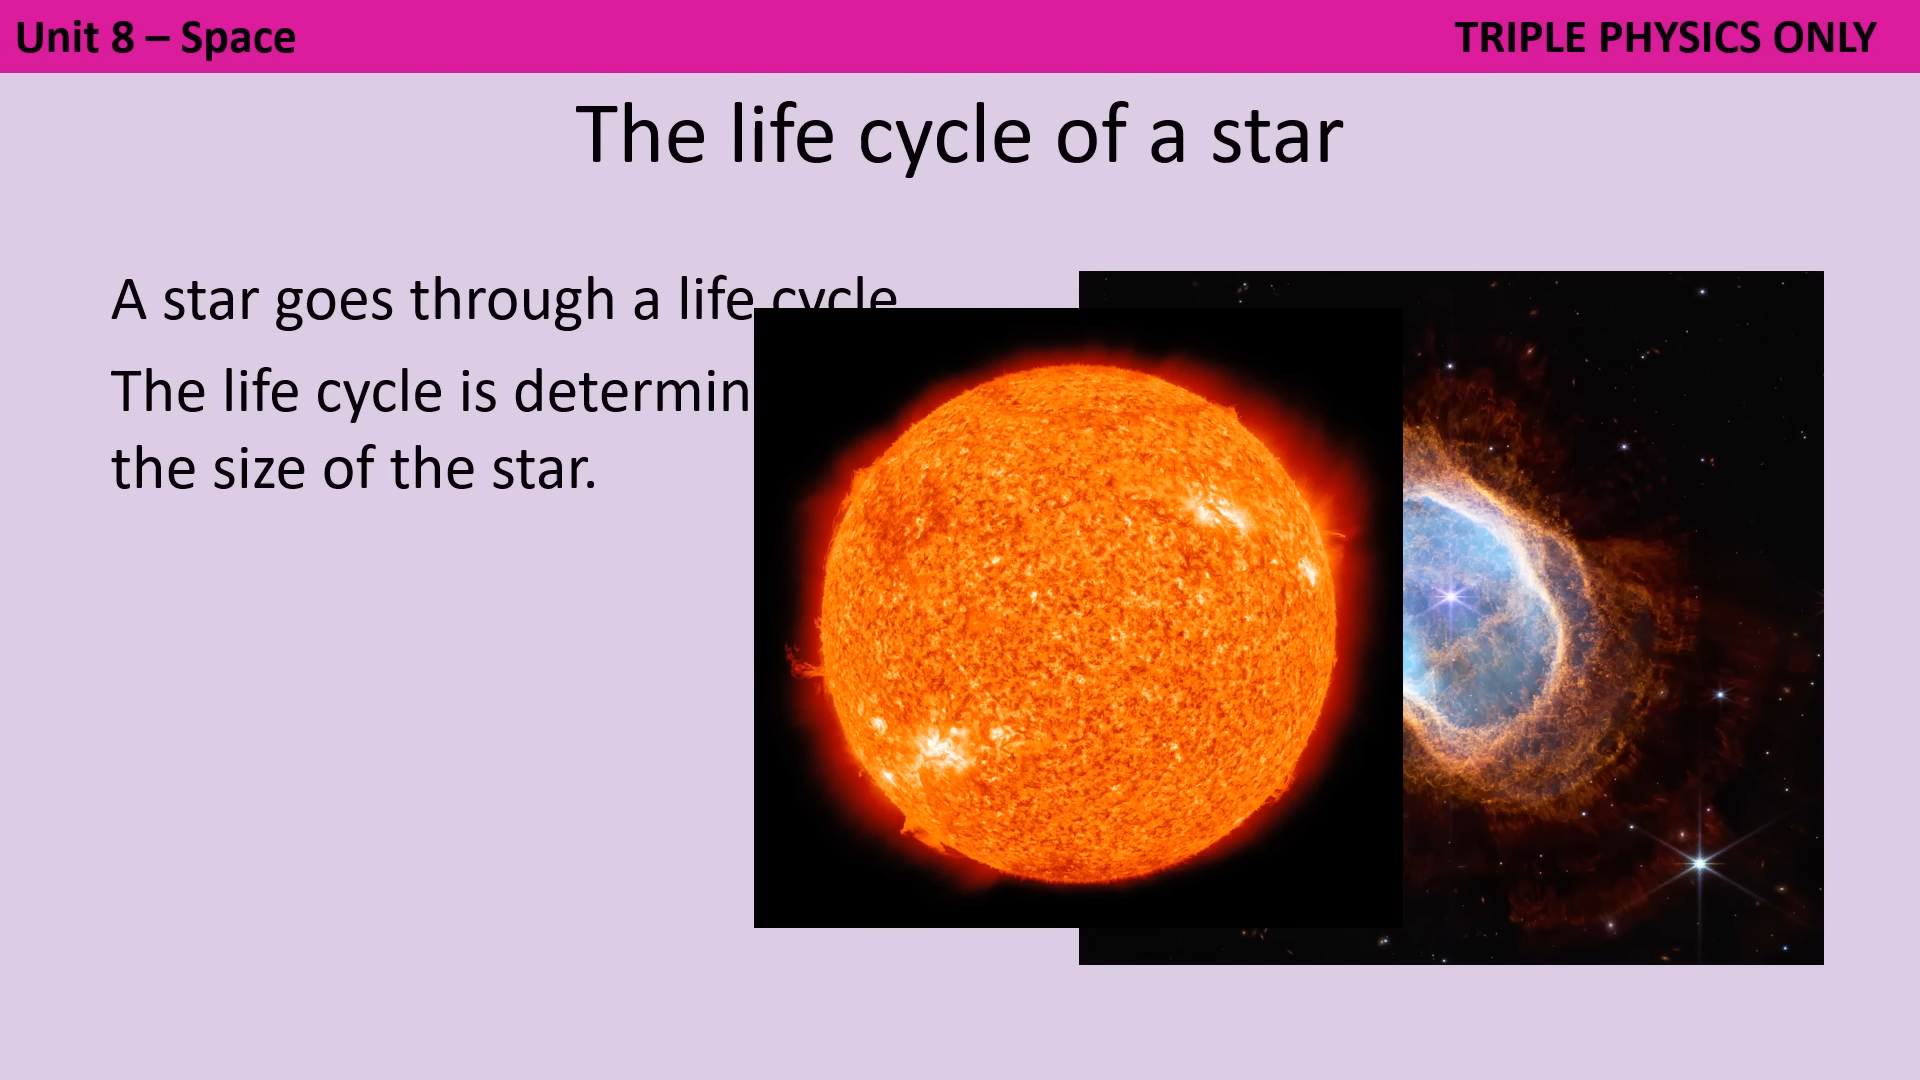 Unit 8 – Space
TRIPLE PHYSICS ONLY
The life cycle of a star
A star goes through a life cycle
The life cycle is determin
the size of the star.